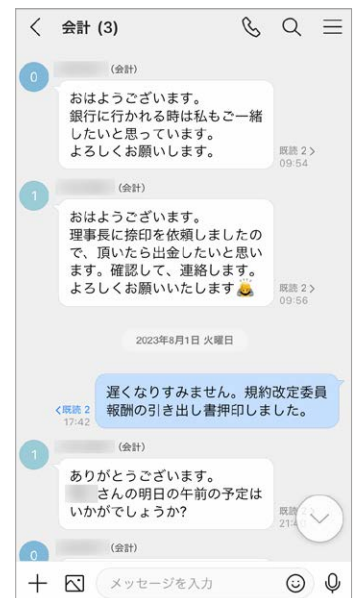 会計 (3)
0
(会計)
おはようございます。
銀行に行かれる時は私もご一緒
したいと思っています。
よろしくお願いします。
既読 2
09:54
1
(会計)
おはようございます。
理事長に捺印を依頼しましたの
で、頂いたら出金したいと思い
ます。確認して、連絡します。
よろしくお願いいたします
既読 2
09:56
2023年8月1日 火曜日
遅くなりすみません。規約改定委員
報酬の引き出し書押印しました。
既読 2
17:42
1
(会計)
ありがとうございます。
さんの明日の午前の予定は
いかがでしょうか?
既読
0
(会計)
メッセージを入力